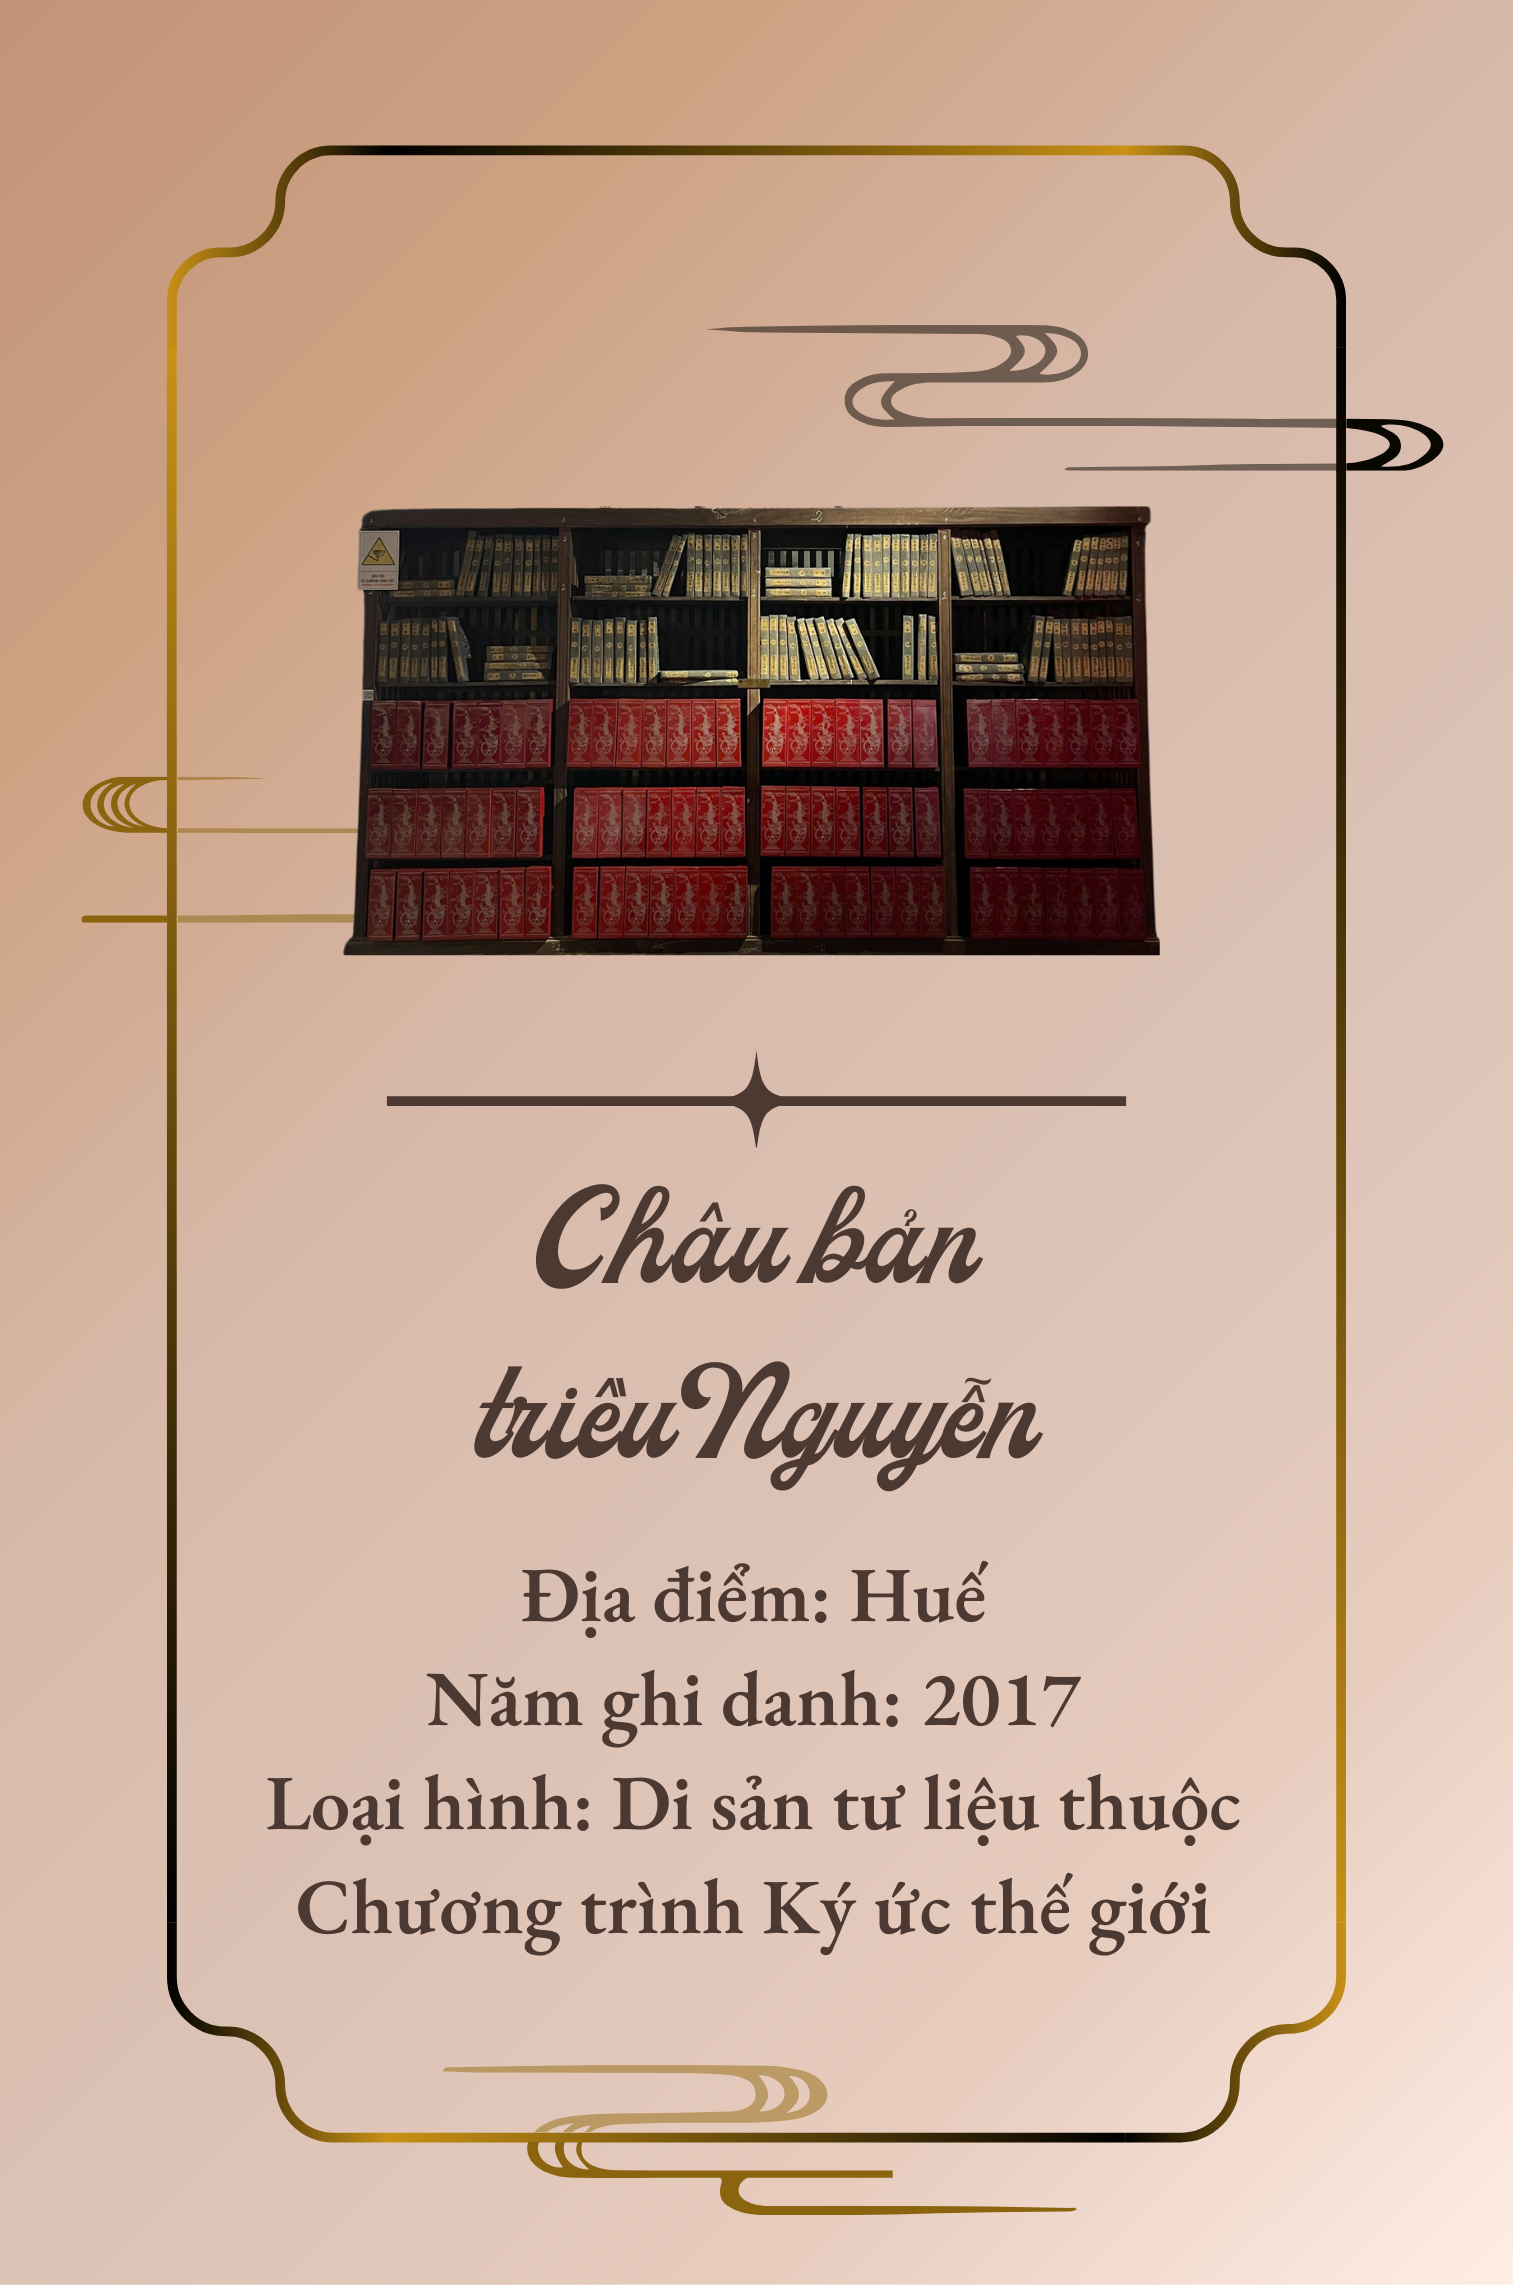 Châu bản
triều Nguyễn
Địa điểm: Huế
Năm ghi danh: 2017
Loại hình: Di sản tư liệu thuộc
Chương trình Ký ức thế giới